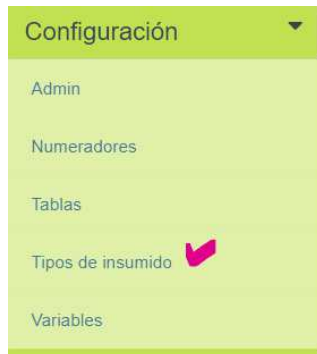 Configuración
Admin
Numeradores
Tablas
Tipos de insumido
Variables